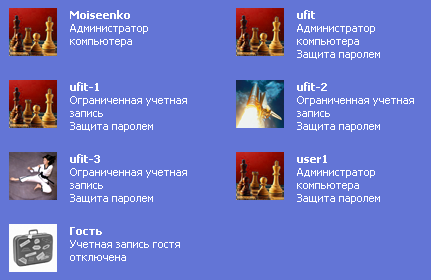 Moiseenko
Администратор
компьютера
ufit
Администратор
компьютера
Защита паролем
ufit-1
Ограниченная учетная
запись
Защита паролем
ufit-2
Ограниченная учетная
запись
Защита паролем
ufit-3
Ограниченная учетная
запись
Защита паролем
user1
Администратор
компьютера
Защита паролем
Гость
Учетная запись гостя
отключена